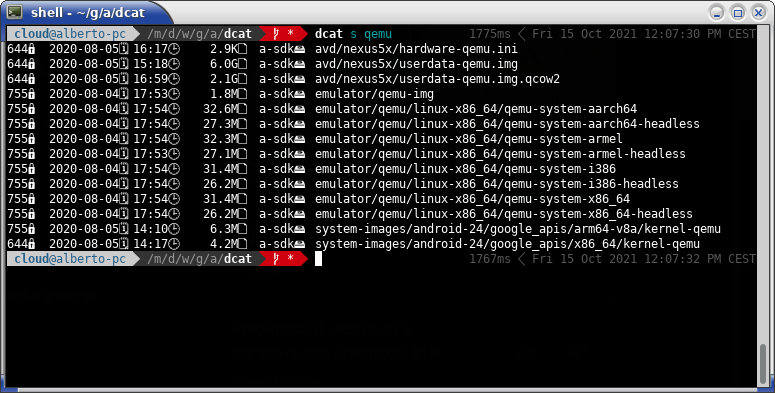 shell - ~/g/a/dcat
cloud@alberto-pc /m/d/w/g/a/dcat * dcat s qemu 1775ms < Fri 15 Oct 2021 12:07:30 PM CEST
644 2020-08-05 16:17 2.9K a-sdk avd/nexus5x/hardware-qemu.ini
644 2020-08-05 15:18 6.0G a-sdk avd/nexus5x/userdata-qemu.img
644 2020-08-05 16:59 2.1G a-sdk avd/nexus5x/userdata-qemu.img.qcow2
755 2020-08-04 17:53 1.8M a-sdk emulator/qemu-img
755 2020-08-04 17:54 32.6M a-sdk emulator/qemu/linux-x86_64/qemu-system-aarch64
755 2020-08-04 17:54 27.3M a-sdk emulator/qemu/linux-x86_64/qemu-system-aarch64-headless
755 2020-08-04 17:54 32.3M a-sdk emulator/qemu/linux-x86_64/qemu-system-armel
755 2020-08-04 17:53 27.1M a-sdk emulator/qemu/linux-x86_64/qemu-system-armel-headless
755 2020-08-04 17:54 31.4M a-sdk emulator/qemu/linux-x86_64/qemu-system-i386
755 2020-08-04 17:54 26.2M a-sdk emulator/qemu/linux-x86_64/qemu-system-i386-headless
755 2020-08-04 17:54 31.4M a-sdk emulator/qemu/linux-x86_64/qemu-system-x86_64
755 2020-08-04 17:54 26.2M a-sdk emulator/qemu/linux-x86_64/qemu-system-x86_64-headless
755 2020-08-05 14:10 6.3M a-sdk system-images/android-24/google_apis/arm64-v8a/kernel-qemu
644 2020-08-05 14:17 4.2M a-sdk system-images/android-24/google_apis/x86_64/kernel-qemu
cloud@alberto-pc /m/d/w/g/a/dcat * 1767ms < Fri 15 Oct 2021 12:07:32 PM CEST